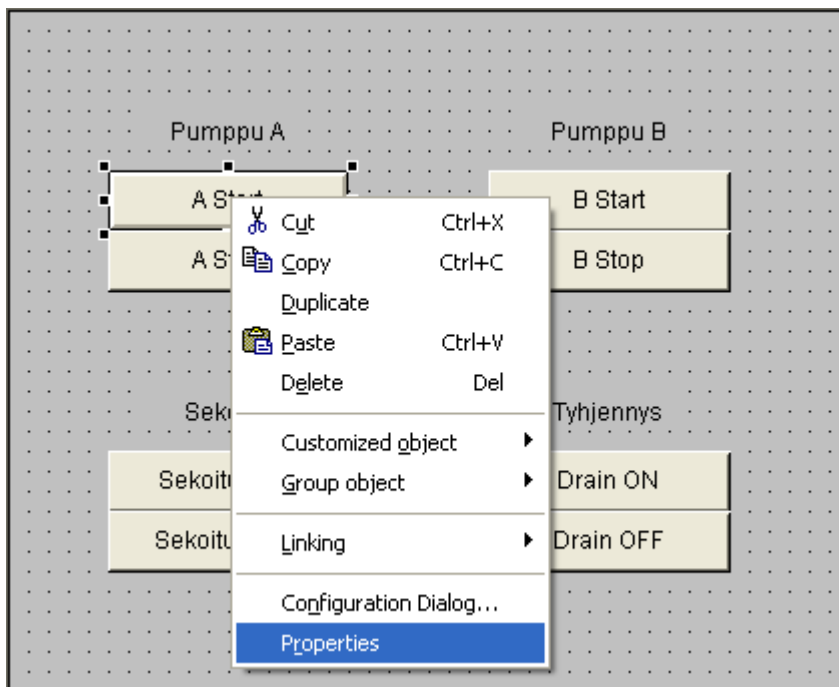 Pumppu A
Pumppu B
A
B Start
B Stop
Cut Ctrl+X
Copy Ctrl+C
Duplicate
Paste Ctrl+V
Delete Del
Customized object
Group object
Linking
Configuration Dialog...
Properties
Tyhjennys
Drain ON
Drain OFF